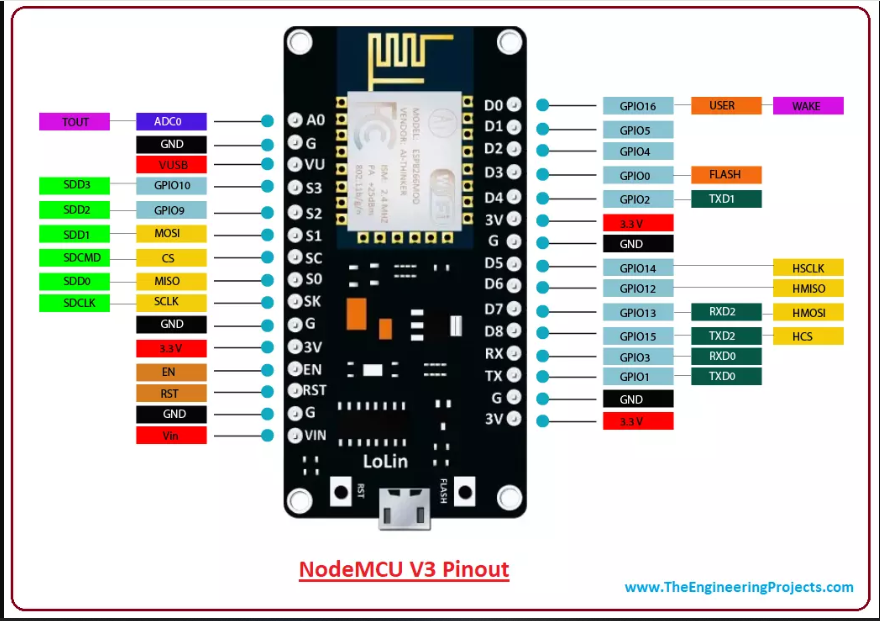 TOUT ADC0
GND
VUSB
SDD3 GPIO10
SDD2 GPIO9
SDD1 MOSI
SDCMD CS
SDD0 MISO
SDCLK SCLK
GND
3.3 V
EN
RST
GND
Vin
A0
G
VU
S3
S2
S1
SC
S0
SK
G
3V
EN
RST
G
VIN
MODEL: ESP8266MOD
VENDOR: AI-THINKER
ISM: 2.4 MHZ
PA +25dBm
802.11b/g/n
WiFi
D0
D1
D2
D3
D4
3V
G
D5
D6
D7
D8
RX
TX
G
3V
GPIO16 USER WAKE
GPIO5
GPIO4
GPIO0 FLASH
GPIO2 TXD1
3.3 V
GND
GPIO14 HSCLK
GPIO12 HMISO
GPIO13 RXD2 HMOSI
GPIO15 TXD2 HCS
GPIO3 RXD0
GPIO1 TXD0
GND
3.3 V
LoLin
RST
FLASH
NodeMCU V3 Pinout
www.TheEngineeringProjects.com